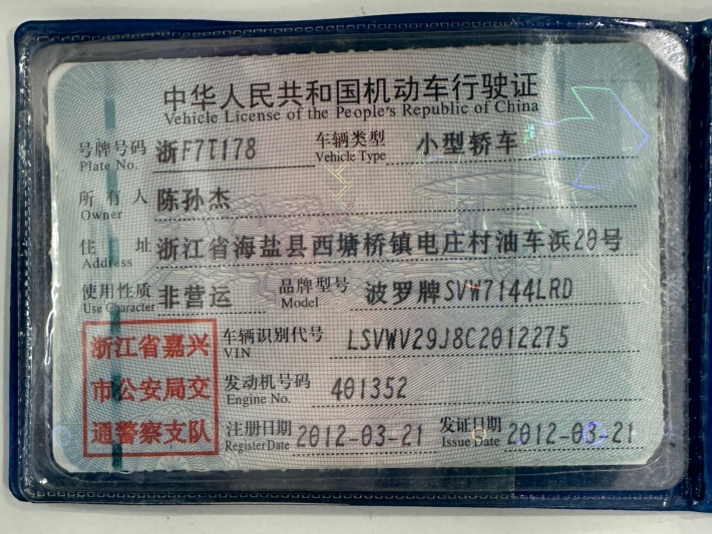 中华人民共和国机动车行驶证
Vehicle License of the People's Republic of China
号牌号码 浙F7T178 车辆类型 小型轿车
Plate No. Vehicle Type
所有人 陈孙杰
Owner
住址 浙江省海盐县西塘桥镇电庄村油车浜20号
Address
使用性质 非营运 品牌型号 波罗牌SVW7144LRD
Use Character Model
浙江省嘉兴
市公安局交
通警察支队
车辆识别代号 LSVWV29J8C2012275
VIN
发动机号码 401352
Engine No.
注册日期 2012-03-21 发证日期 2012-03-21
Register Date Issue Date